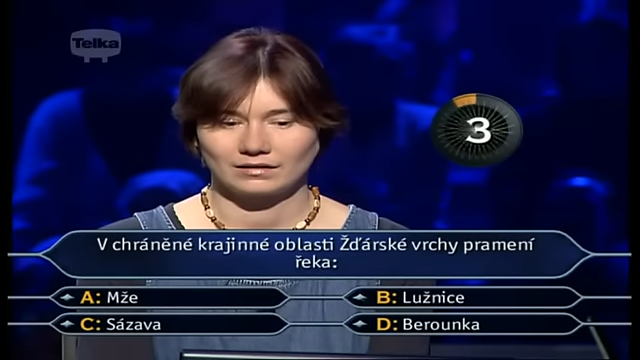 Telka
3
V chráněné krajinné oblasti Žďárské vrchy pramení
řeka:
A: Mže
B: Lužnice
C: Sázava
D: Berounka